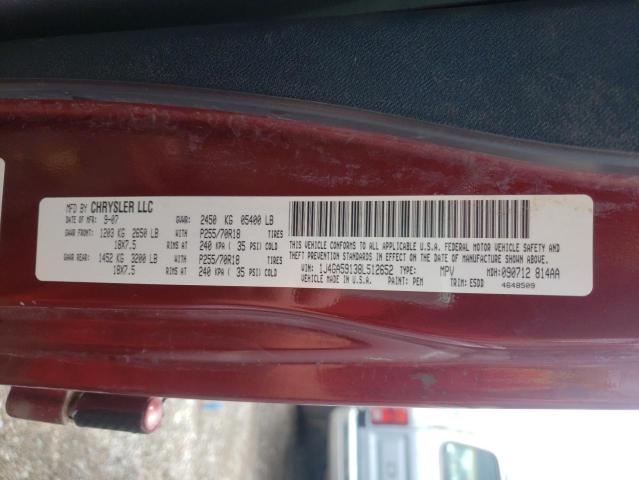 MFD BY CHRYSLER LLC
DATE OF MFR: 9-07 GVWR: 2450 KG 05400 LB
GAWR FRONT: 1203 KG 2650 LB WITH P255/70R18 TIRES
18X7.5 RIMS AT 240 KPA ( 35 PSI) COLD
GAWR REAR: 1452 KG 3200 LB WITH P255/70R18 TIRES
18X7.5 RIMS AT 240 KPA ( 35 PSI) COLD
THIS VEHICLE CONFORMS TO ALL APPLICABLE U.S.A. FEDERAL MOTOR VEHICLE SAFETY, BUMPER, AND
THEFT PREVENTION STANDARDS IN EFFECT ON THE DATE OF MANUFACTURE SHOWN ABOVE.
VIN: 1J4GA59138L512652 TYPE: MPV MDH: 090712 814AA
VEHICLE MADE IN U.S.A. PAINT: PEM TRIM: E5DD 4648509